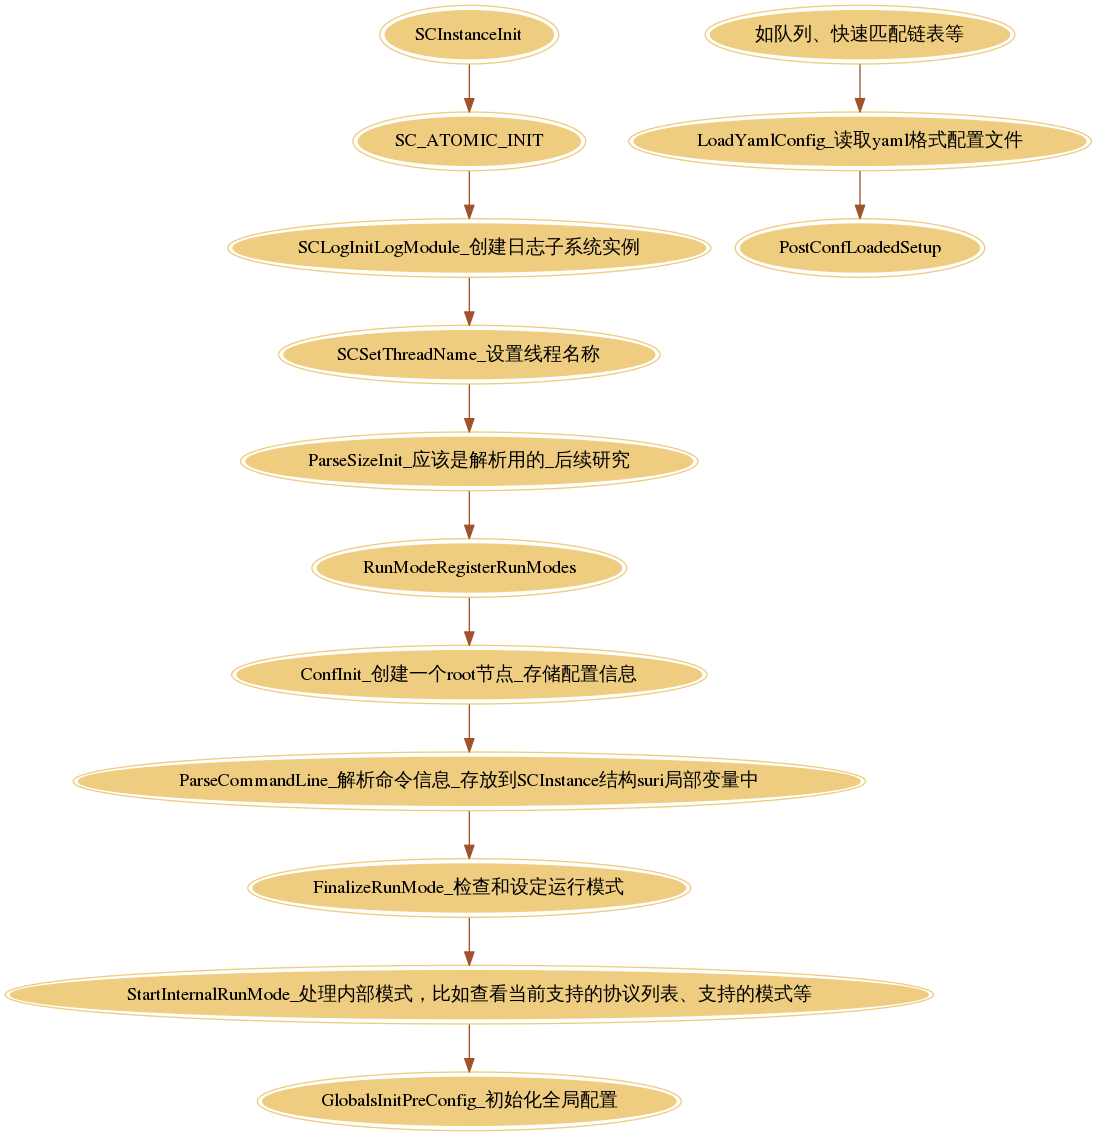 SCInstanceInit
SC_ATOMIC_INIT
SCLogInitLogModule_创建日志子系统实例
SCSetThreadName_设置线程名称
ParseSizeInit_应该是解析用的_后续研究
RunModeRegisterRunModes
ConfInit_创建一个root节点_存储配置信息
ParseCommandLine_解析命令信息_存放到SCInstance结构suri局部变量中
FinalizeRunMode_检查和设定运行模式
StartInternalRunMode_处理内部模式，比如查看当前支持的协议列表、支持的模式等
GlobalsInitPreConfig_初始化全局配置
如队列、快速匹配链表等
LoadYamlConfig_读取yaml格式配置文件
PostConfLoadedSetup